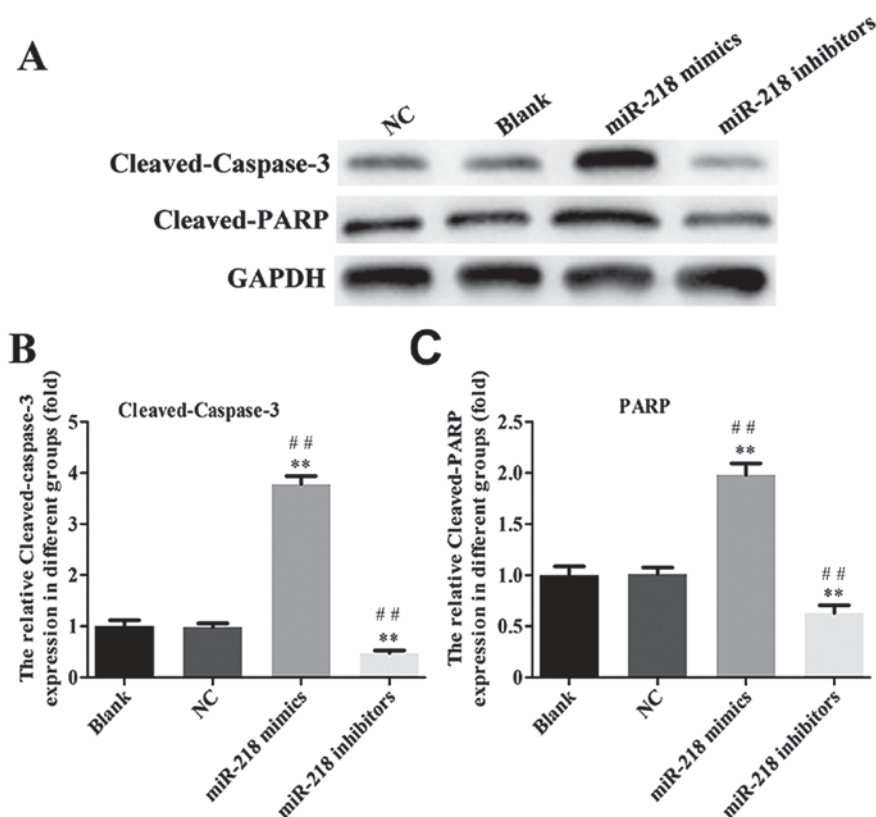 A
NC
Blank
miR-218 mimics
miR-218 inhibitors
Cleaved-Caspase-3
Cleaved-PARP
GAPDH
B
The relative Cleaved-caspase-3
expression in different groups (fold)
Cleaved-Caspase-3
5
4
3
2
1
0
# #
**
# #
**
Blank
NC
miR-218 mimics
miR-218 inhibitors
C
The relative Cleaved-PARP
expression in different groups (fold)
PARP
2.5
2.0
1.5
1.0
0.5
0
# #
**
# #
**
Blank
NC
miR-218 mimics
miR-218 inhibitors